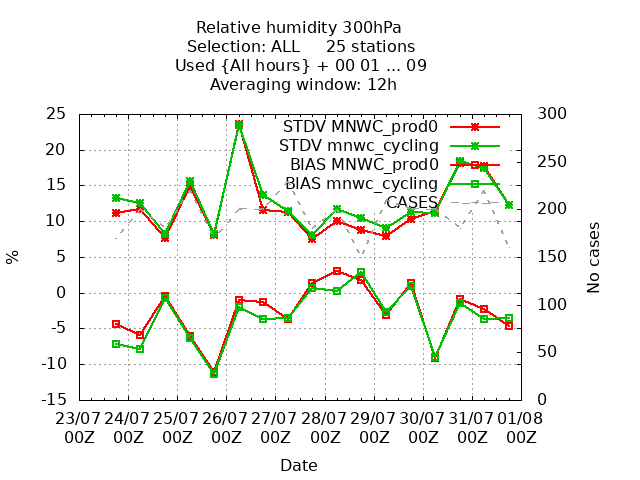 Relative humidity 300hPa
Selection: ALL 25 stations
Used {All hours} + 00 01 ... 09
Averaging window: 12h
STDV MNWC_prod0
STDV mnwc_cycling
BIAS MNWC_prod0
BIAS mnwc_cycling
CASES
25
20
15
10
5
0
-5
-10
-15
%
300
250
200
150
100
50
0
No cases
23/07 24/07 25/07 26/07 27/07 28/07 29/07 30/07 31/07 01/08
00Z 00Z 00Z 00Z 00Z 00Z 00Z 00Z 00Z 00Z
Date